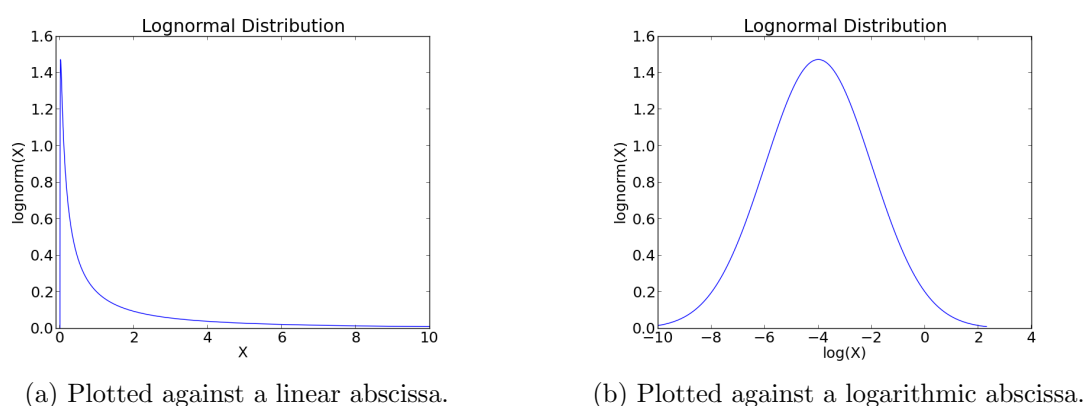 Lognormal Distribution
1.6
1.4
1.2
1.0
0.8
0.6
0.4
0.2
0.0
lognorm(X)
0 2 4 6 8 10
X
(a) Plotted against a linear abscissa.
Lognormal Distribution
1.6
1.4
1.2
1.0
0.8
0.6
0.4
0.2
0.0
lognorm(X)
−10 −8 −6 −4 −2 0 2 4
log(X)
(b) Plotted against a logarithmic abscissa.